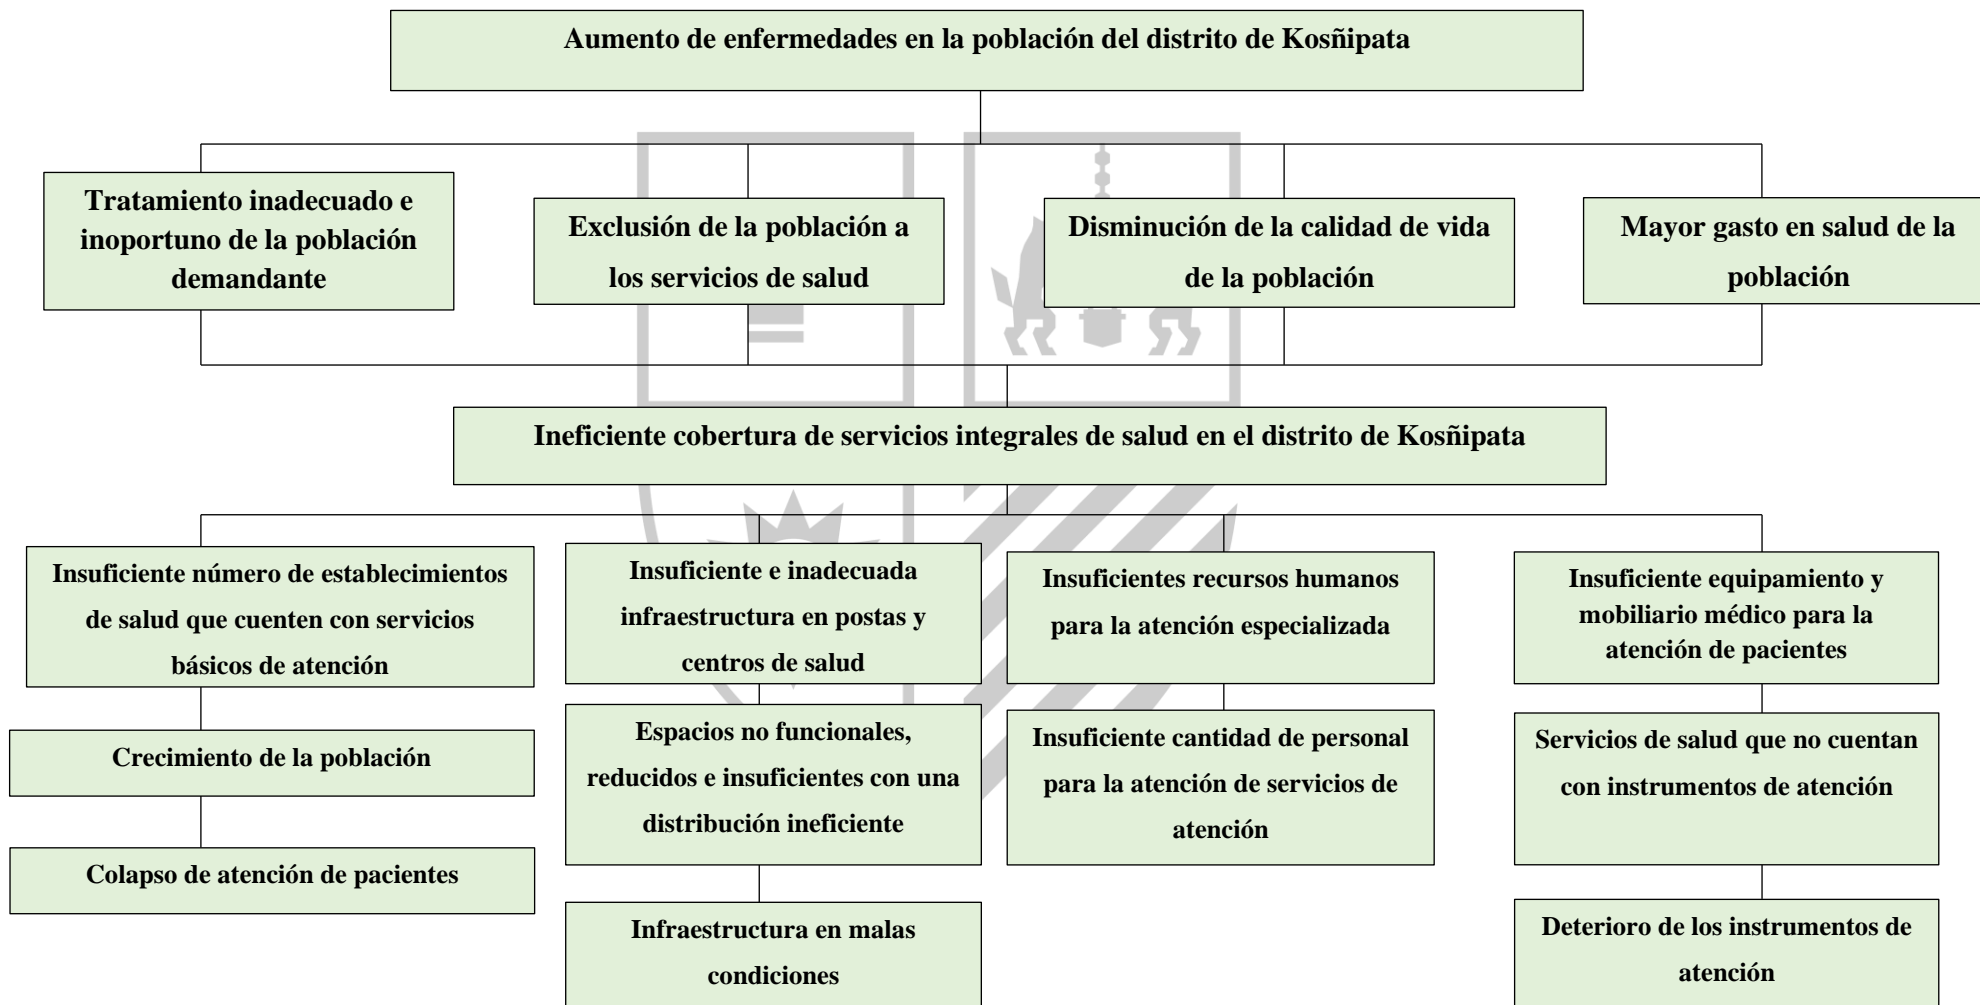 Aumento de enfermedades en la población del distrito de Kosñipata
Tratamiento inadecuado e
inoportuno de la población
demandante
Exclusión de la población a
los servicios de salud
Disminución de la calidad de vida
de la población
Mayor gasto en salud de la
población
Ineficiente cobertura de servicios integrales de salud en el distrito de Kosñipata
Insuficiente número de establecimientos
de salud que cuenten con servicios
básicos de atención
Insuficiente e inadecuada
infraestructura en postas y
centros de salud
Insuficientes recursos humanos
para la atención especializada
Insuficiente equipamiento y
mobiliario médico para la
atención de pacientes
Crecimiento de la población
Espacios no funcionales,
reducidos e insuficientes con una
distribución ineficiente
Insuficiente cantidad de personal
para la atención de servicios de
atención
Servicios de salud que no cuentan
con instrumentos de atención
Colapso de atención de pacientes
Infraestructura en malas
condiciones
Deterioro de los instrumentos de
atención